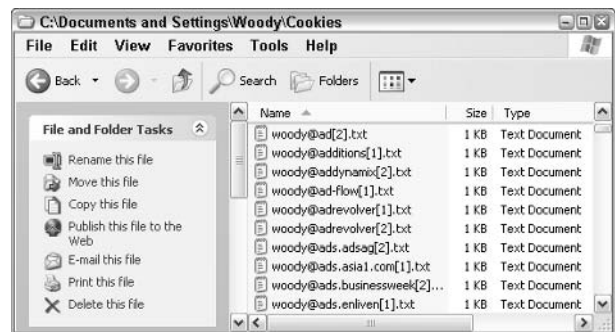 C:\Documents and Settings\Woody\Cookies
File Edit View Favorites Tools Help
Back Search Folders
File and Folder Tasks
Rename this file
Move this file
Copy this file
Publish this file to the
Web
E-mail this file
Print this file
Delete this file
Name Size Type
woody@ad[2].txt 1 KB Text Document
woody@additions[1].txt 1 KB Text Document
woody@addynamix[2].txt 1 KB Text Document
woody@ad-flow[1].txt 1 KB Text Document
woody@adrevolver[1].txt 1 KB Text Document
woody@adrevolver[2].txt 1 KB Text Document
woody@ads.adsag[2].txt 1 KB Text Document
woody@ads.asia1.com[1].txt 1 KB Text Document
woody@ads.businessweek[2]... 1 KB Text Document
woody@ads.enliven[1].txt 1 KB Text Document